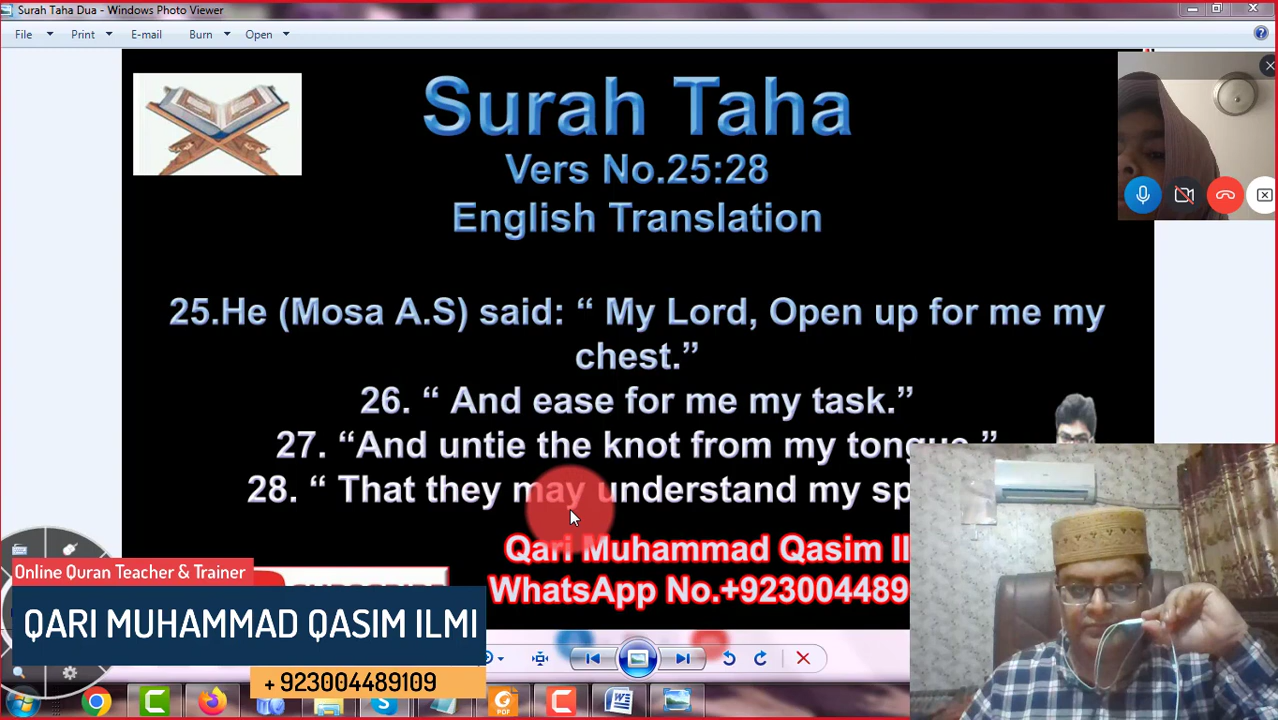 Surah Taha Dua - Windows Photo Viewer
File Print E-mail Burn Open
Surah Taha
Vers No.25:28
English Translation
25.He (Mosa A.S) said: “ My Lord, Open up for me my
chest.”
26. “ And ease for me my task.”
27. “And untie the knot from my tongue.”
28. “ That they may understand my
Qari Muhammad Qasim
WhatsApp No.+923004489
Online Quran Teacher & Trainer
QARI MUHAMMAD QASIM ILMI
+ 923004489109
PDF